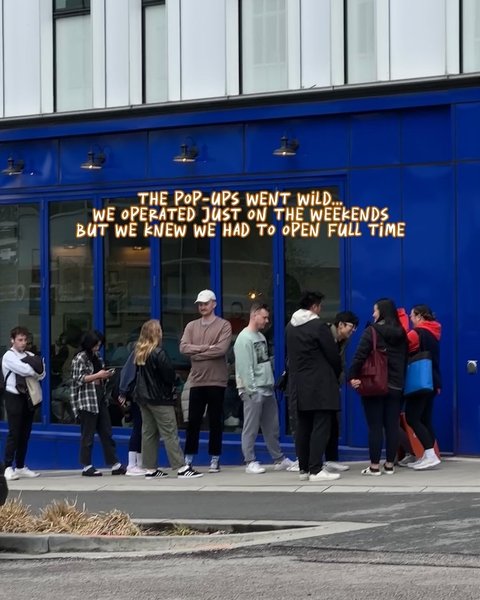 THE POP-UPS WENT WILD...
WE OPERATED JUST ON THE WEEKENDS
BUT WE KNEW WE HAD TO OPEN FULL TIME